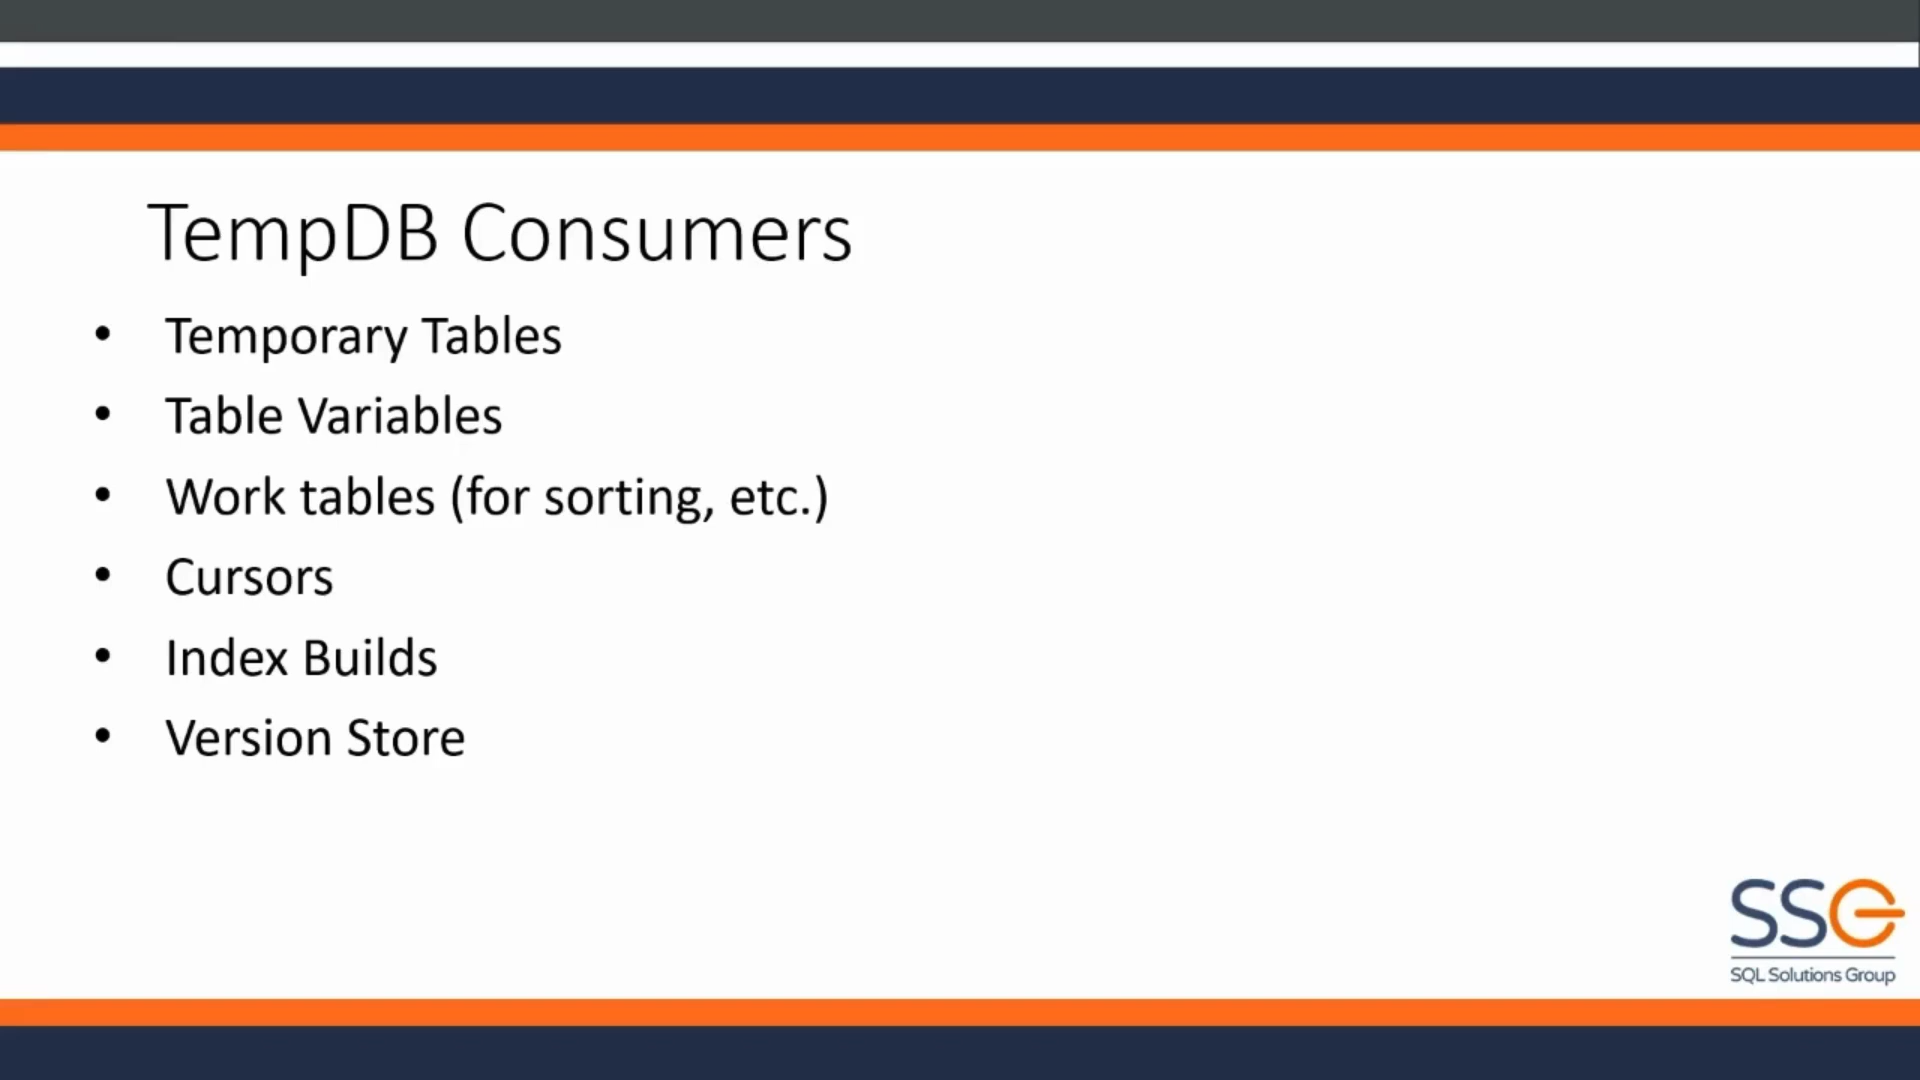 TempDB Consumers
• Temporary Tables
• Table Variables
• Work tables (for sorting, etc.)
• Cursors
• Index Builds
• Version Store
SSG
SQL Solutions Group